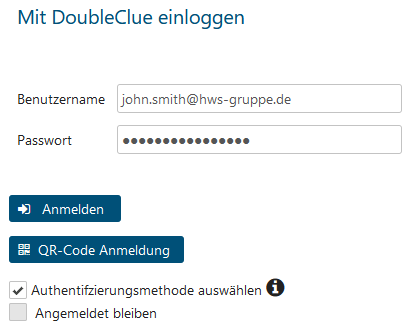 Mit DoubleClue einloggen
Benutzername john.smith@hws-gruppe.de
Passwort ●●●●●●●●●●●●●●●●
Anmelden
QR-Code Anmeldung
Authentifzierungsmethode auswählen
Angemeldet bleiben